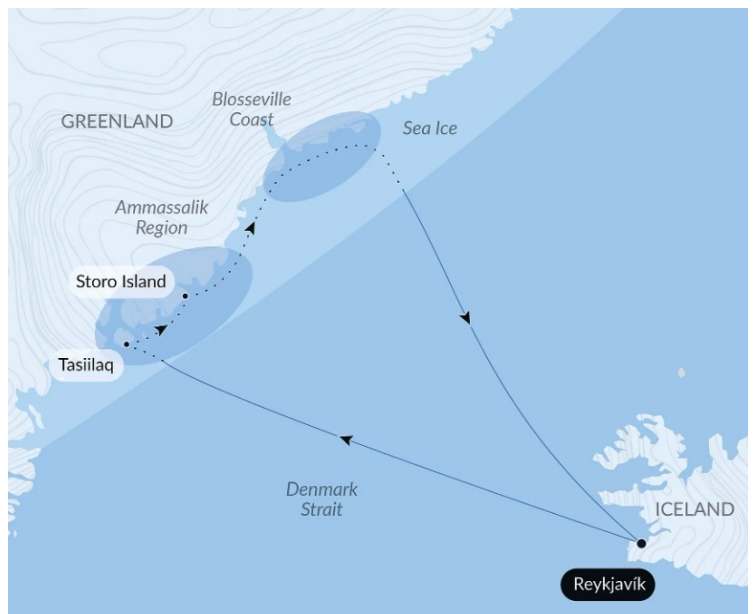 Blosseville
Coast
GREENLAND
Sea Ice
Ammassalik
Region
Storo Island
Tasiilaq
Denmark
Strait
ICELAND
Reykjavík